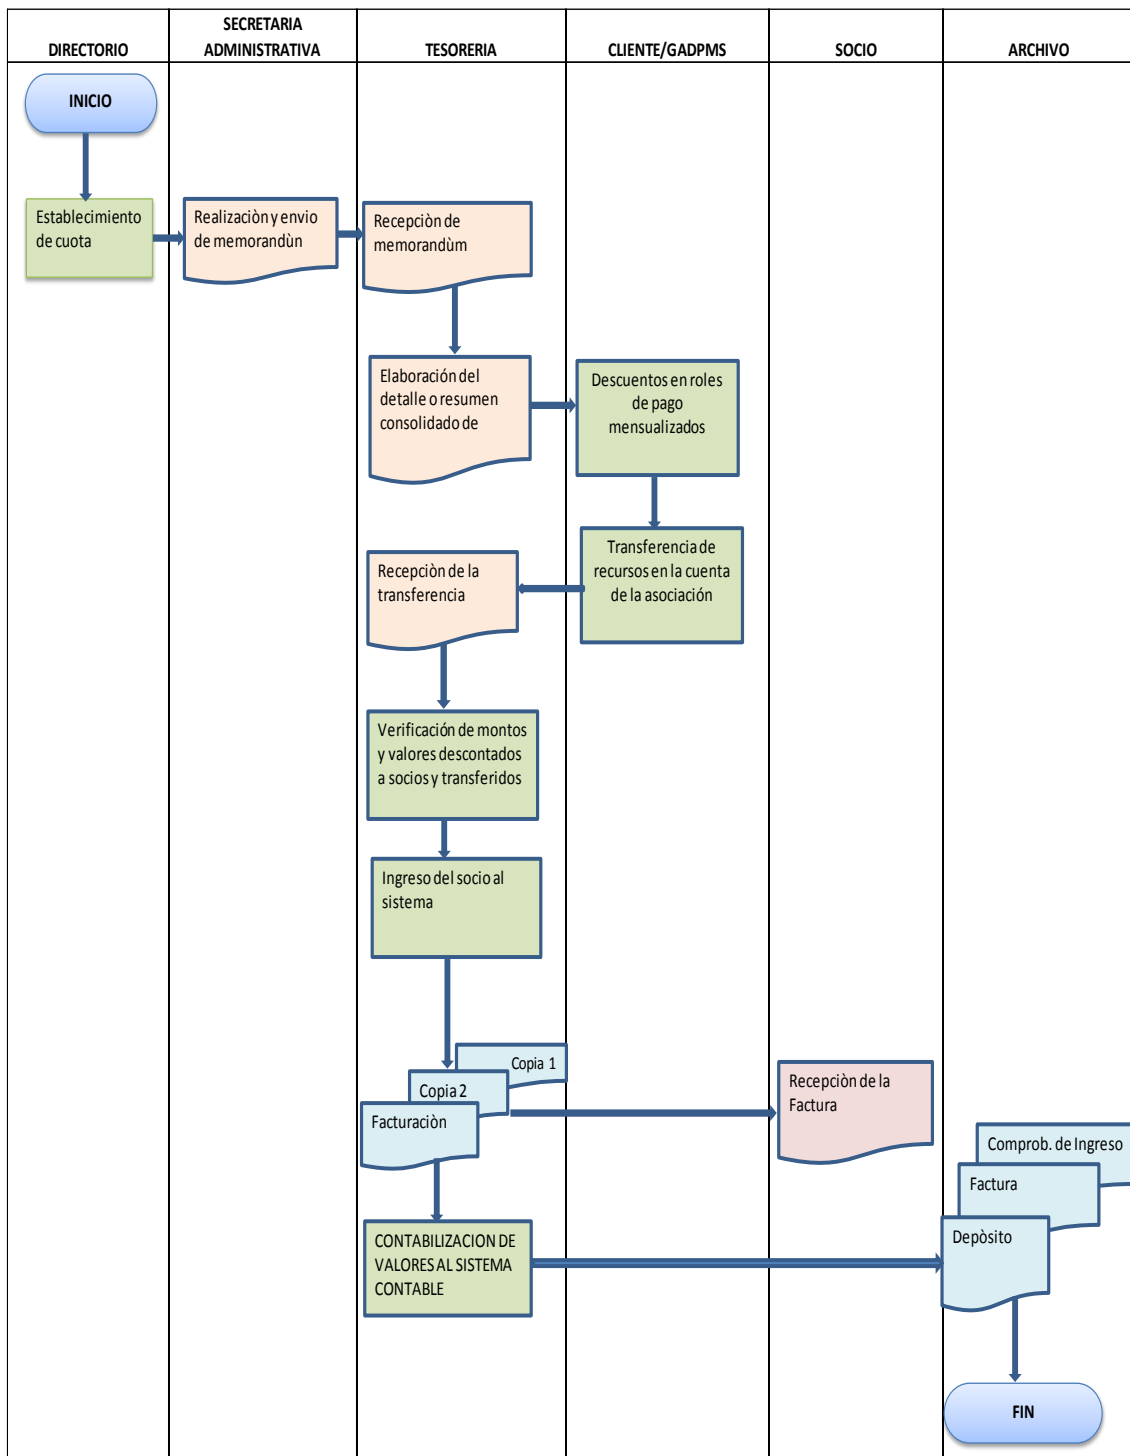 DIRECTORIO
SECRETARIA
ADMINISTRATIVA
TESORERIA
CLIENTE/GADPMS
SOCIO
ARCHIVO
INICIO
Establecimiento
de cuota
Realizaciòn y envio
de memorandùn
Recepciòn de
memorandùm
Elaboración del
detalle o resumen
consolidado de
Descuentos en roles
de pago
mensualizados
Transferencia de
recursos en la cuenta
de la asociación
Recepciòn de la
transferencia
Verificación de montos
y valores descontados
a socios y transferidos
Ingreso del socio al
sistema
Copia 1
Copia 2
Facturaciòn
Recepciòn de la
Factura
Comprob. de Ingreso
Factura
Depòsito
CONTABILIZACION DE
VALORES AL SISTEMA
CONTABLE
FIN